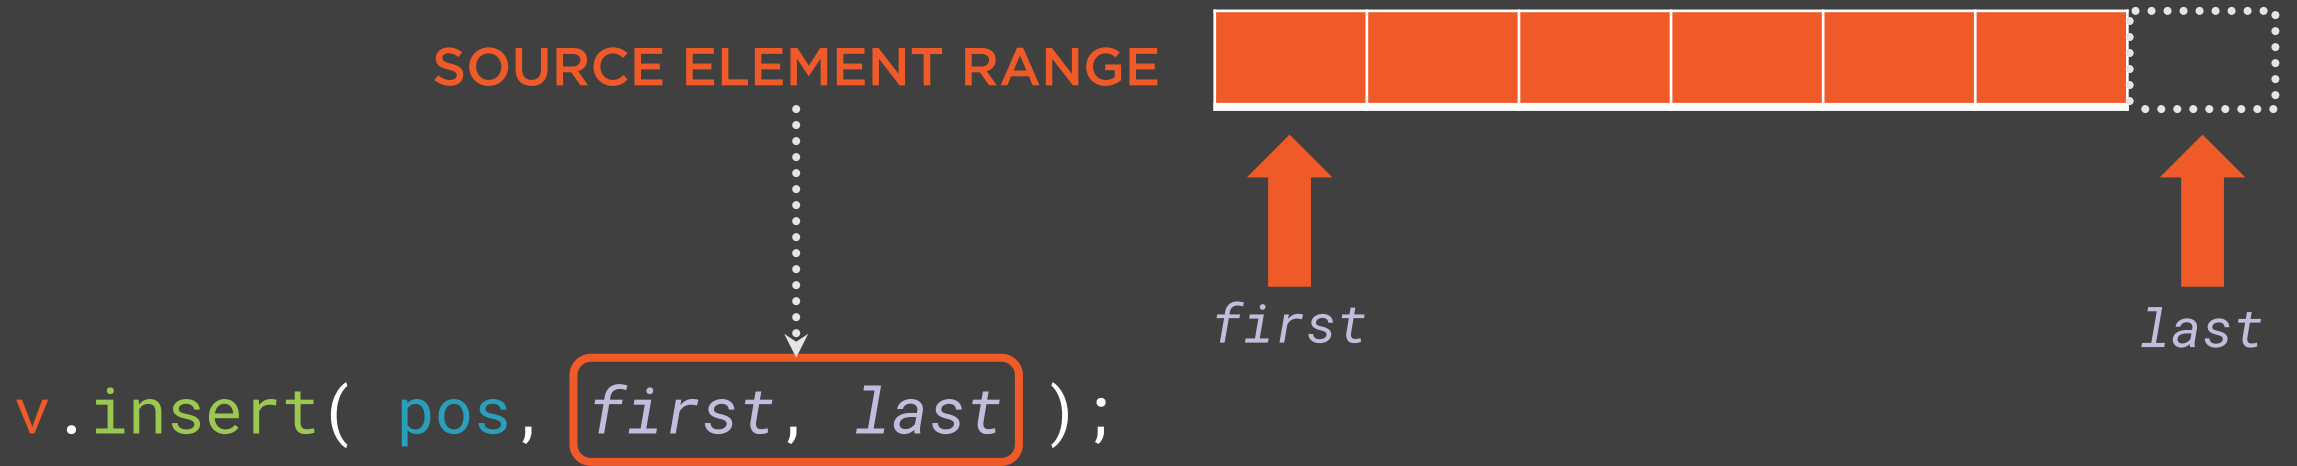 SOURCE ELEMENT RANGE
first
last
v.insert( pos, first, last );